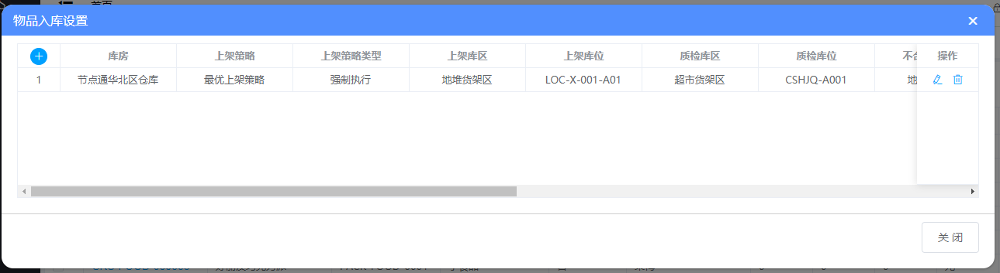 首页
物品入库设置
库房 上架策略 上架策略类型 上架库区 上架库位 质检库区 质检库位 不合 操作
1 节点通华北区仓库 最优上架策略 强制执行 地堆货架区 LOC-X-001-A01 超市货架区 CSHJQ-A001 地
关 闭